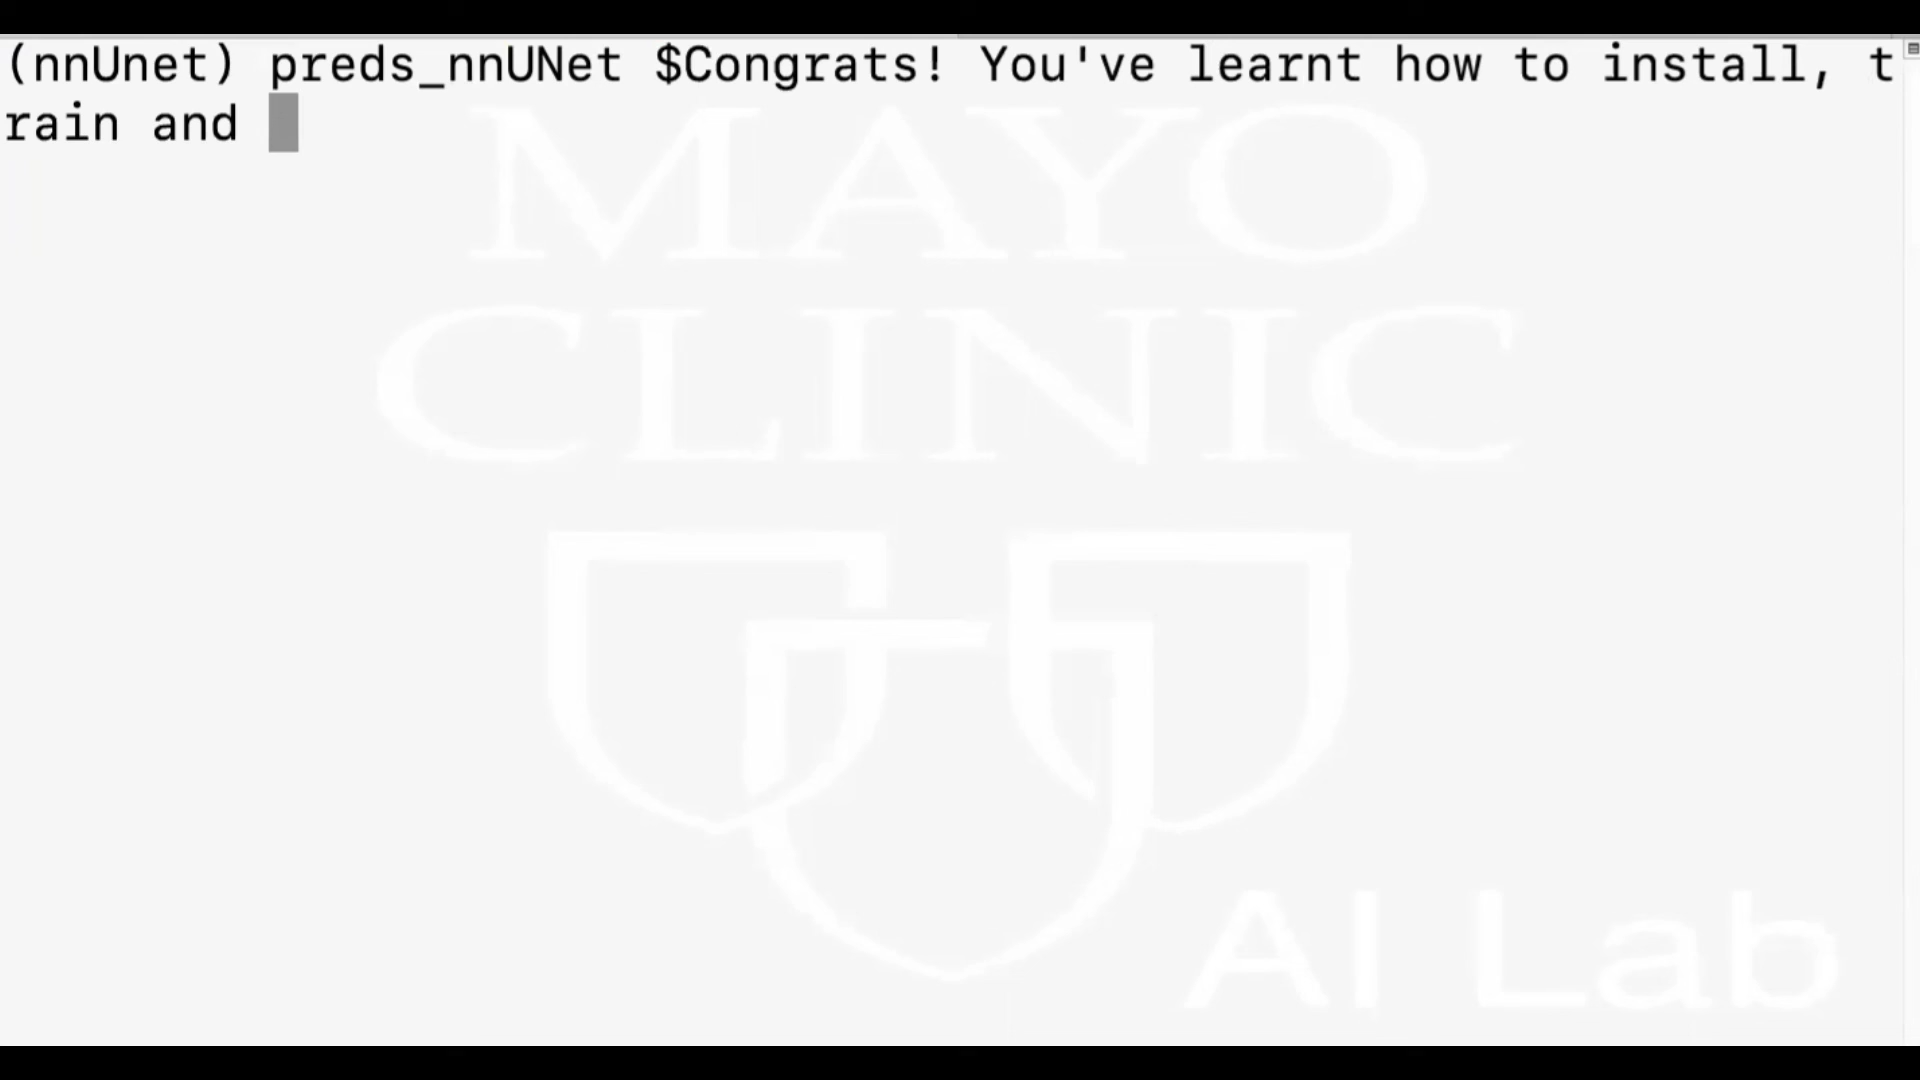 (nnUnet) preds_nnUNet $Congrats! You've learnt how to install, t
rain and
MAYO
CLINIC
AI Lab